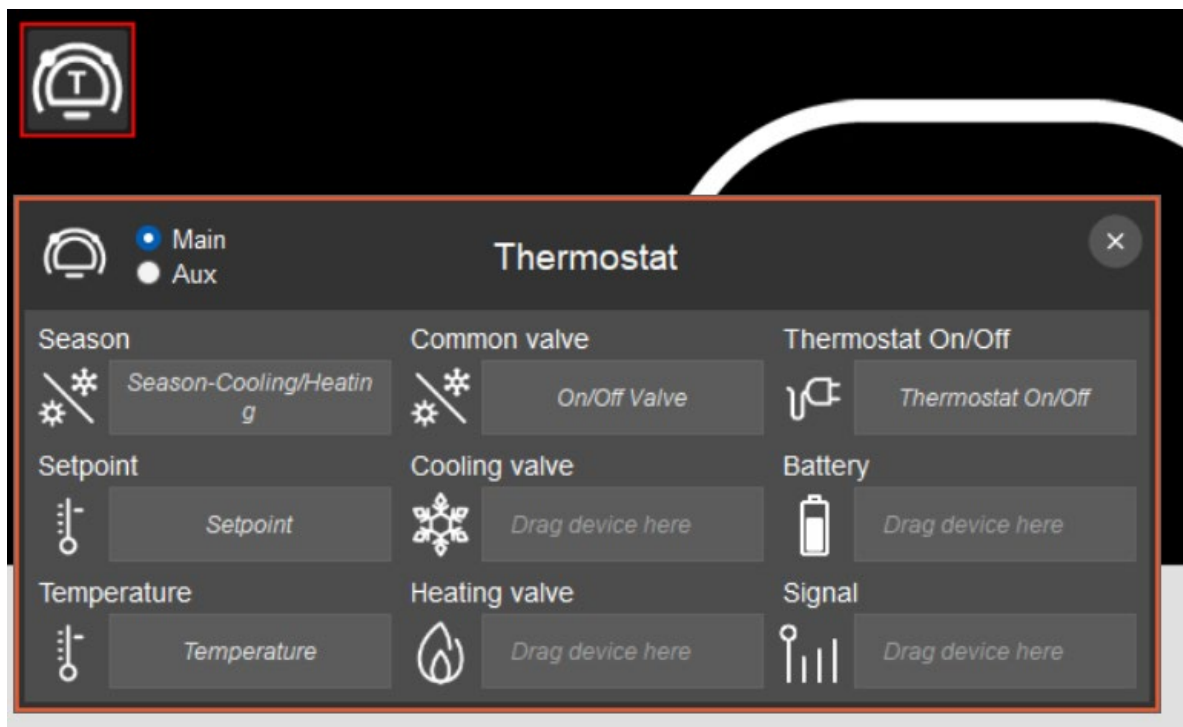 T
Main
Aux
Thermostat
Season
Common valve
Thermostat On/Off
Season-Cooling/Heatin
g
On/Off Valve
Thermostat On/Off
Setpoint
Cooling valve
Battery
Setpoint
Drag device here
Drag device here
Temperature
Heating valve
Signal
Temperature
Drag device here
Drag device here